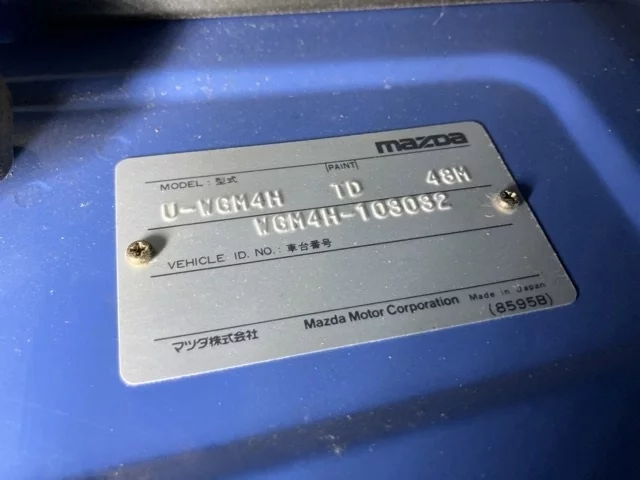 mazda
MODEL : 型式 PAINT
U-WGM4H TD 48M
WGM4H-103032
VEHICLE ID. NO. : 車台番号
マツダ株式会社 Mazda Motor Corporation Made in Japan
(8595B)